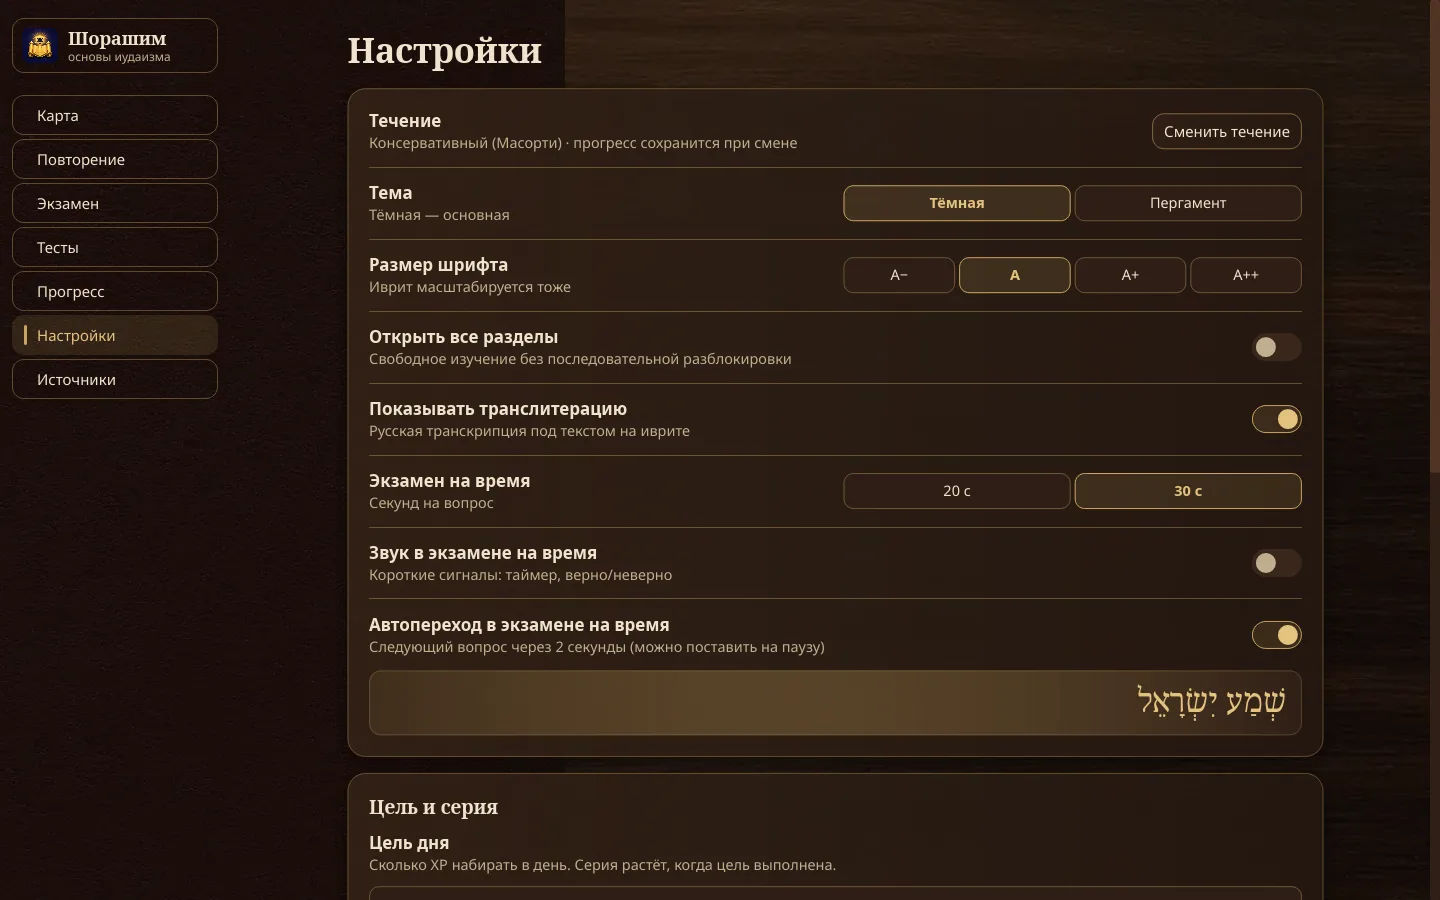 Шорашим
основы иудаизма
Карта
Повторение
Экзамен
Тесты
Прогресс
Настройки
Источники
Настройки
Течение
Консервативный (Масорти) · прогресс сохранится при смене
Сменить течение
Тема
Тёмная — основная
Тёмная
Пергамент
Размер шрифта
Иврит масштабируется тоже
A−
A
A+
A++
Открыть все разделы
Свободное изучение без последовательной разблокировки
Показывать транслитерацию
Русская транскрипция под текстом на иврите
Экзамен на время
Секунд на вопрос
20 с
30 с
Звук в экзамене на время
Короткие сигналы: таймер, верно/неверно
Автопереход в экзамене на время
Следующий вопрос через 2 секунды (можно поставить на паузу)
שְׁמַע יִשְׂרָאֵל
Цель и серия
Цель дня
Сколько XP набирать в день. Серия растёт, когда цель выполнена.